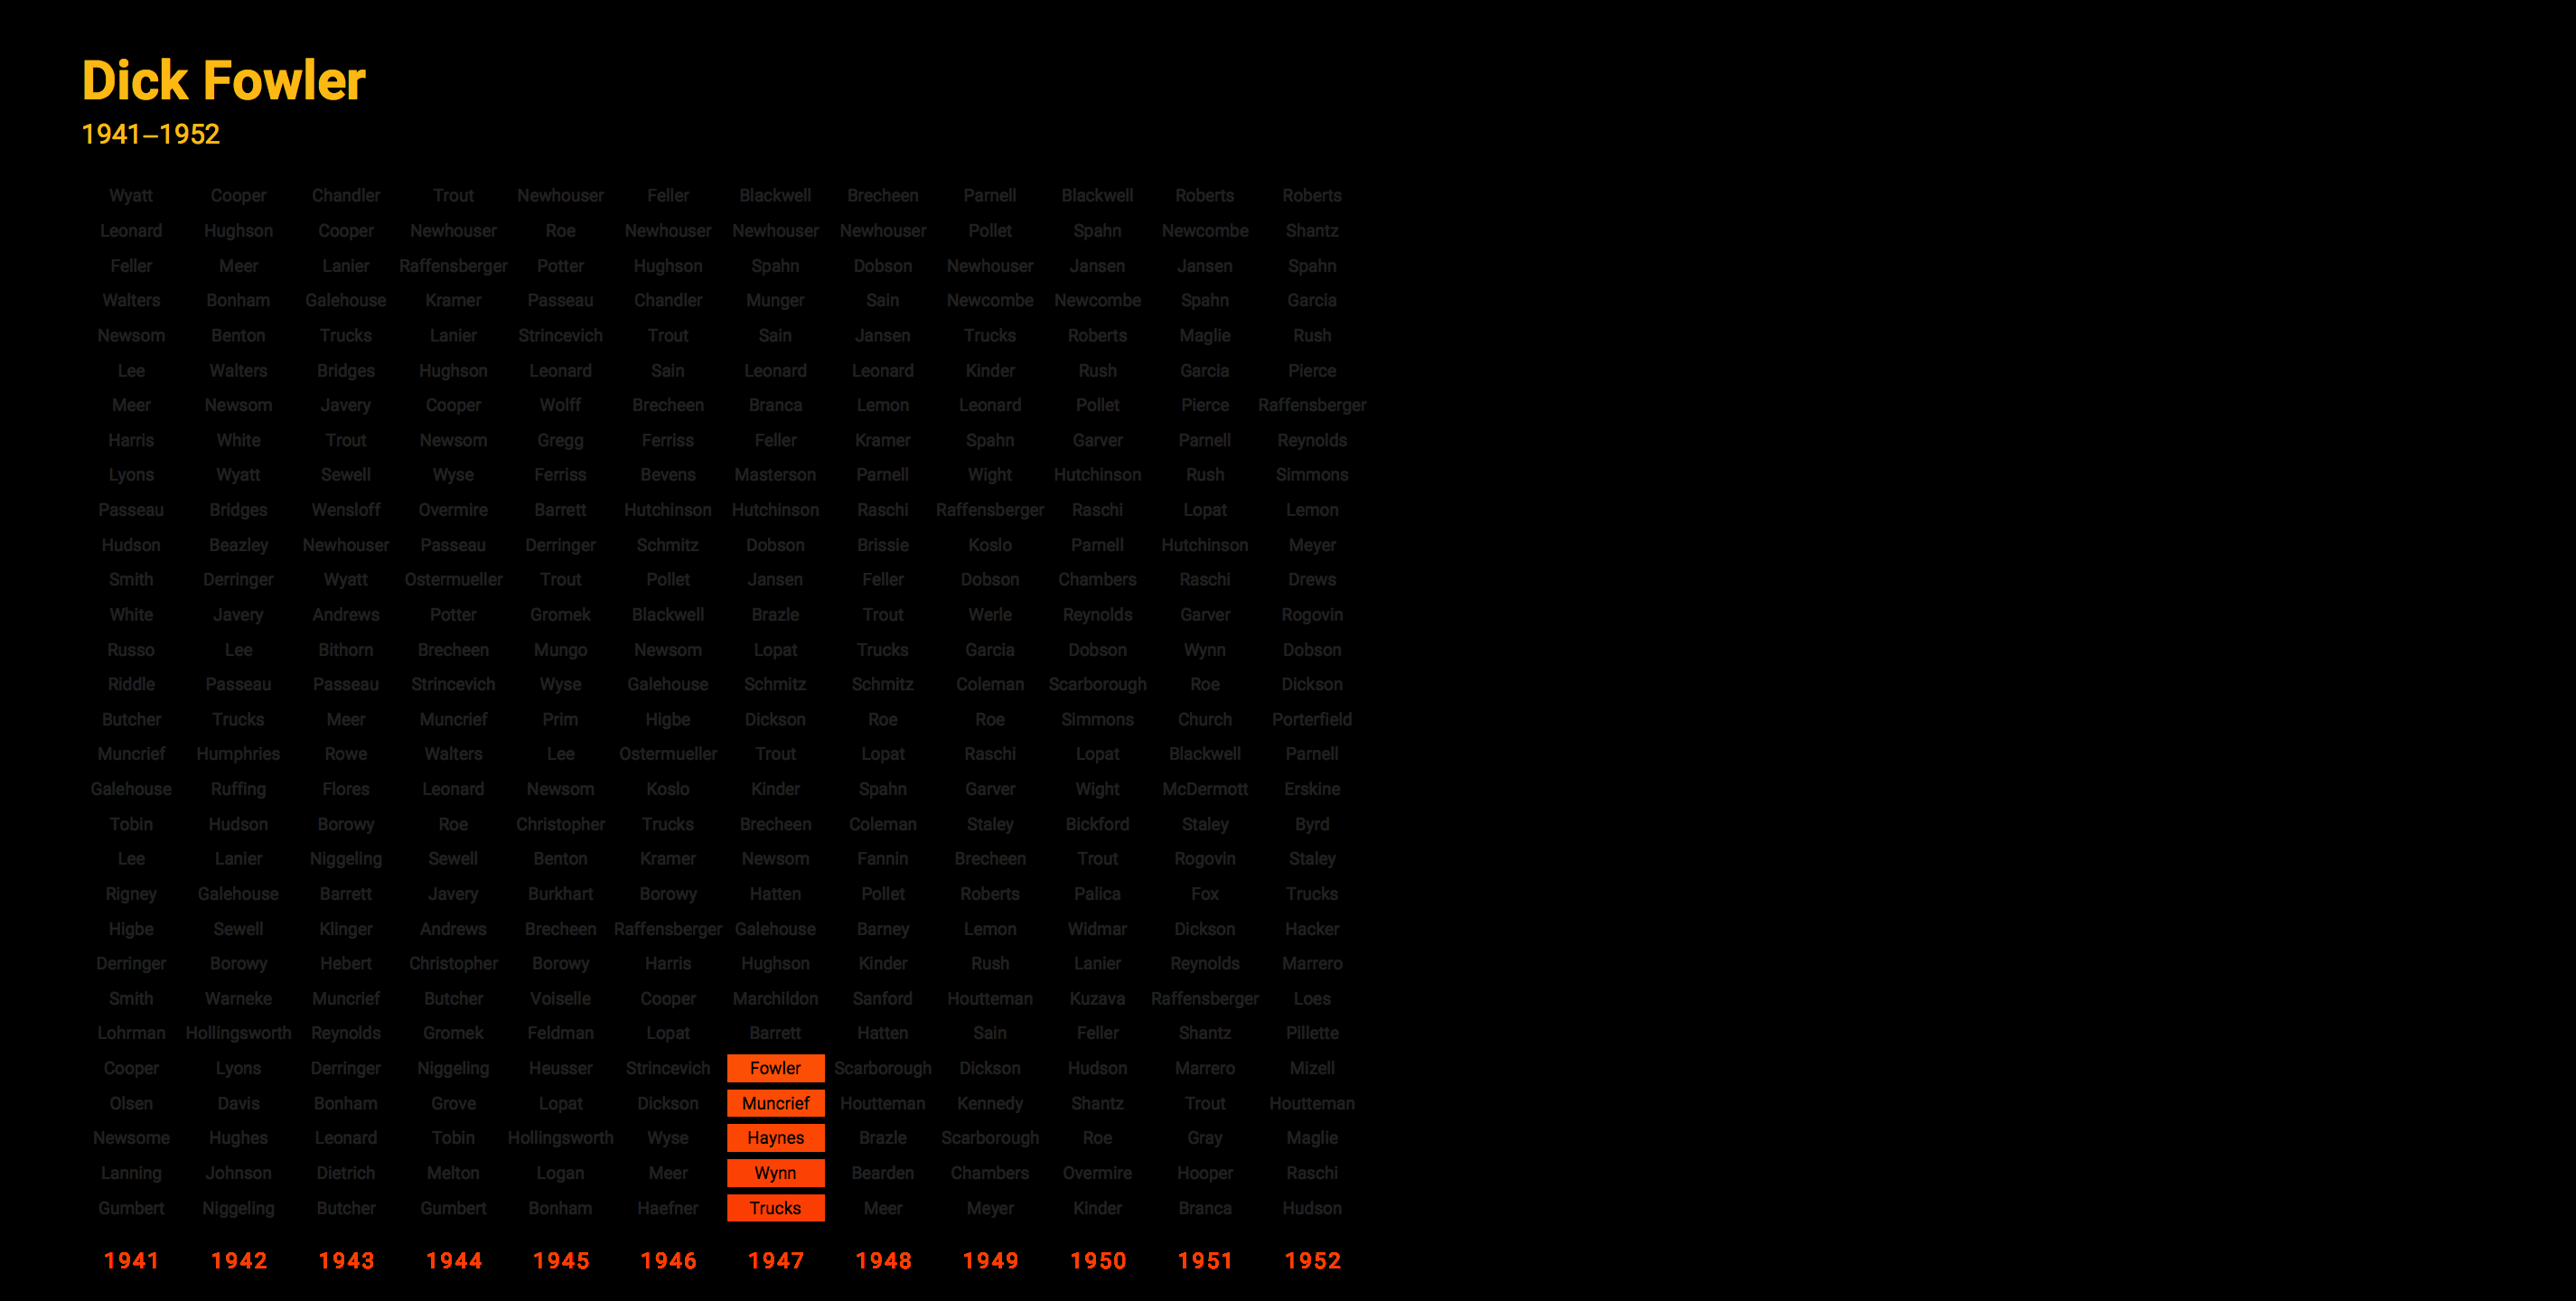 Dick Fowler
1941–1952
Wyatt Cooper Chandler Trout Newhouser Feller Blackwell Brecheen Parnell Blackwell Roberts Roberts
Leonard Hughson Cooper Newhouser Roe Newhouser Newhouser Newhouser Pollet Spahn Newcombe Shantz
Feller Meer Lanier Raffensberger Potter Hughson Spahn Dobson Newhouser Jansen Jansen Spahn
Walters Bonham Galehouse Kramer Passeau Chandler Munger Sain Newcombe Newcombe Spahn Garcia
Newsom Benton Trucks Lanier Strincevich Trout Sain Jansen Trucks Roberts Maglie Rush
Lee Walters Bridges Hughson Leonard Sain Leonard Leonard Kinder Rush Garcia Pierce
Meer Newsom Javery Cooper Wolff Brecheen Branca Lemon Leonard Pollet Pierce Raffensberger
Harris White Trout Newsom Gregg Ferriss Feller Kramer Spahn Garver Parnell Reynolds
Lyons Wyatt Sewell Wyse Ferriss Bevens Masterson Parnell Wight Hutchinson Rush Simmons
Passeau Bridges Wensloff Overmire Barrett Hutchinson Hutchinson Raschi Raffensberger Raschi Lopat Lemon
Hudson Beazley Newhouser Passeau Derringer Schmitz Dobson Brissie Koslo Parnell Hutchinson Meyer
Smith Derringer Wyatt Ostermueller Trout Pollet Jansen Feller Dobson Chambers Raschi Drews
White Javery Andrews Potter Gromek Blackwell Brazle Trout Werle Reynolds Garver Rogovin
Russo Lee Bithorn Brecheen Mungo Newsom Lopat Trucks Garcia Dobson Wynn Dobson
Riddle Passeau Passeau Strincevich Wyse Galehouse Schmitz Schmitz Coleman Scarborough Roe Dickson
Butcher Trucks Meer Muncrief Prim Higbe Dickson Roe Roe Simmons Church Porterfield
Muncrief Humphries Rowe Walters Lee Ostermueller Trout Lopat Raschi Lopat Blackwell Parnell
Galehouse Ruffing Flores Leonard Newsom Koslo Kinder Spahn Garver Wight McDermott Erskine
Tobin Hudson Borowy Roe Christopher Trucks Brecheen Coleman Staley Bickford Staley Byrd
Lee Lanier Niggeling Sewell Benton Kramer Newsom Fannin Brecheen Trout Rogovin Staley
Rigney Galehouse Barrett Javery Burkhart Borowy Hatten Pollet Roberts Palica Fox Trucks
Higbe Sewell Klinger Andrews Brecheen Raffensberger Galehouse Barney Lemon Widmar Dickson Hacker
Derringer Borowy Hebert Christopher Borowy Harris Hughson Kinder Rush Lanier Reynolds Marrero
Smith Warneke Muncrief Butcher Voiselle Cooper Marchildon Sanford Houtteman Kuzava Raffensberger Loes
Lohrman Hollingsworth Reynolds Gromek Feldman Lopat Barrett Hatten Sain Feller Shantz Pillette
Cooper Lyons Derringer Niggeling Heusser Strincevich Fowler Scarborough Dickson Hudson Marrero Mizell
Olsen Davis Bonham Grove Lopat Dickson Muncrief Houtteman Kennedy Shantz Trout Houtteman
Newsome Hughes Leonard Tobin Hollingsworth Wyse Haynes Brazle Scarborough Roe Gray Maglie
Lanning Johnson Dietrich Melton Logan Meer Wynn Bearden Chambers Overmire Hooper Raschi
Gumbert Niggeling Butcher Gumbert Bonham Haefner Trucks Meer Meyer Kinder Branca Hudson
1941 1942 1943 1944 1945 1946 1947 1948 1949 1950 1951 1952